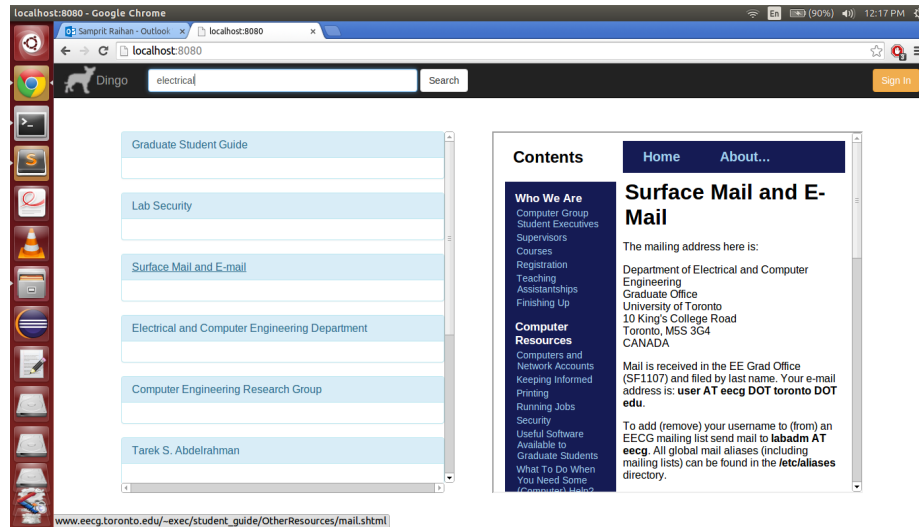 localhost:8080 - Google Chrome
En
(90%)
12:17 PM
Samprit Raihan - Outlook
localhost:8080
localhost:8080
Dingo
electrical
Search
Sign In
Graduate Student Guide
Lab Security
Surface Mail and E-mail
Electrical and Computer Engineering Department
Computer Engineering Research Group
Tarek S. Abdelrahman
Contents
Who We Are
Computer Group
Student Executives
Supervisors
Courses
Registration
Teaching
Assistantships
Finishing Up
Computer
Resources
Computers and
Network Accounts
Keeping Informed
Printing
Running Jobs
Security
Useful Software
Available to
Graduate Students
What To Do When
You Need Some
(Computer) Help?
Home
About...
Surface Mail and E-
Mail
The mailing address here is:
Department of Electrical and Computer
Engineering
Graduate Office
University of Toronto
10 King's College Road
Toronto, M5S 3G4
CANADA
Mail is received in the EE Grad Office
(SF1107) and filed by last name. Your e-mail
address is: user AT eecg DOT toronto DOT
edu.
To add (remove) your username to (from) an
EECG mailing list send mail to labadm AT
eecg. All global mail aliases (including
mailing lists) can be found in the /etc/aliases
directory.
www.eecg.toronto.edu/~exec/student_guide/OtherResources/mail.shtml